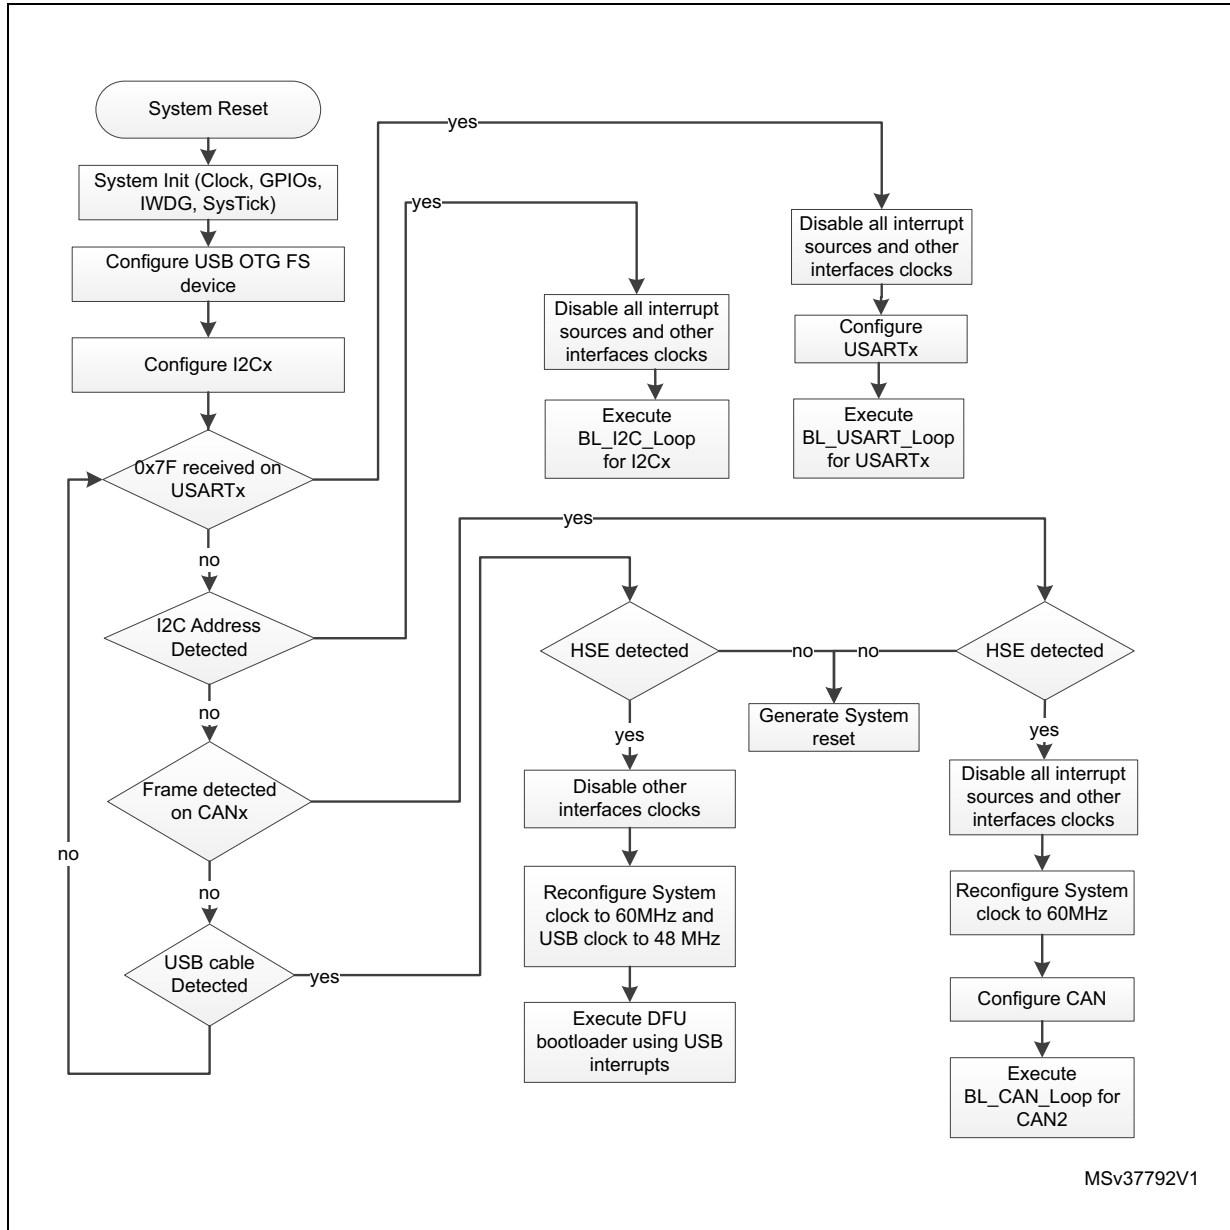 System Reset
System Init (Clock, GPIOs,
IWDG, SysTick)
Configure USB OTG FS
device
Configure I2Cx
0x7F received on
USARTx
no
I2C Address
Detected
no
Frame detected
on CANx
no
USB cable
Detected
no
yes
yes
Disable all interrupt
sources and other
interfaces clocks
Configure
USARTx
Execute
BL_USART_Loop
for USARTx
yes
Disable all interrupt
sources and other
interfaces clocks
Execute
BL_I2C_Loop
for I2Cx
yes
HSE detected
no
no
HSE detected
Generate System
reset
yes
Disable other
interfaces clocks
Reconfigure System
clock to 60MHz and
USB clock to 48 MHz
Execute DFU
bootloader using USB
interrupts
yes
Disable all interrupt
sources and other
interfaces clocks
Reconfigure System
clock to 60MHz
Configure CAN
Execute
BL_CAN_Loop for
CAN2
MSv37792V1